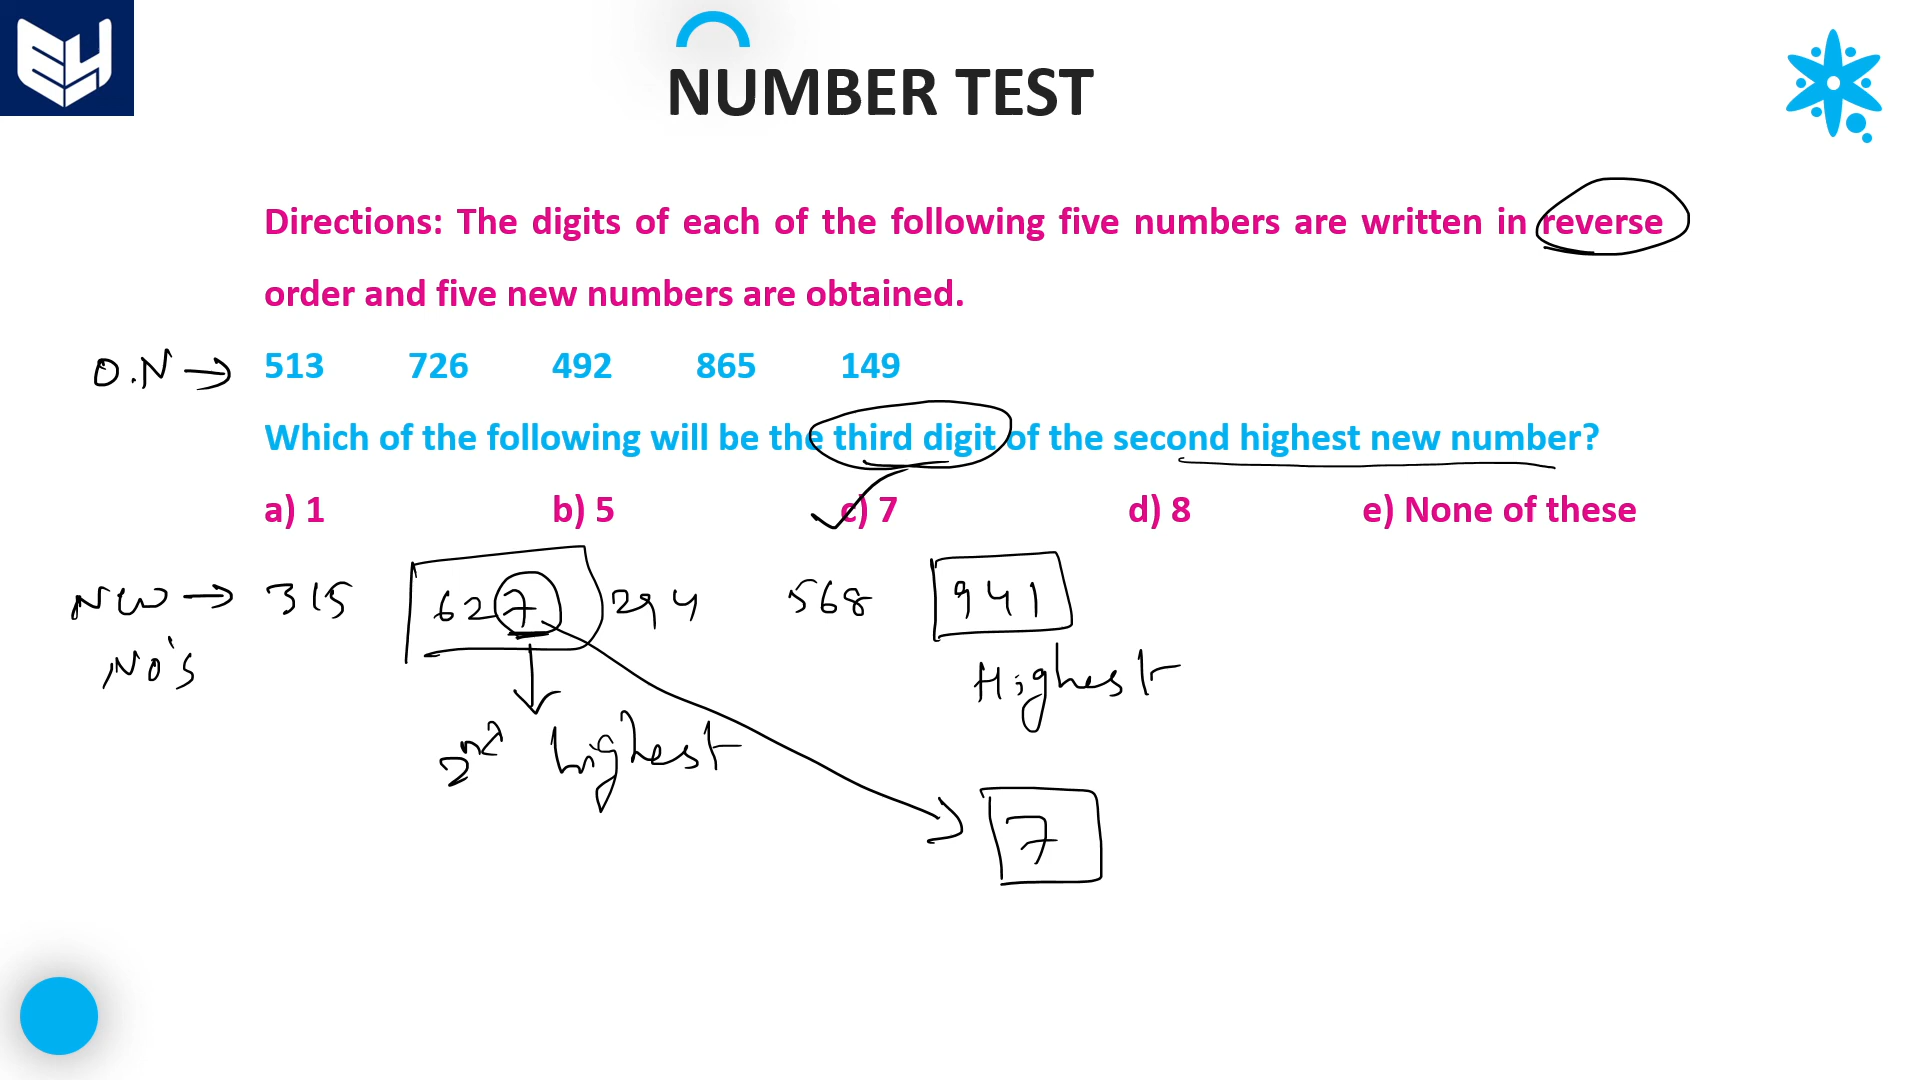 EY
NUMBER TEST
Directions: The digits of each of the following five numbers are written in reverse
order and five new numbers are obtained.
O.N → 513 726 492 865 149
Which of the following will be the third digit of the second highest new number?
a) 1 b) 5 c) 7 d) 8 e) None of these
New → 315 627 294 568 941
No's
Highest
2nd highest
7